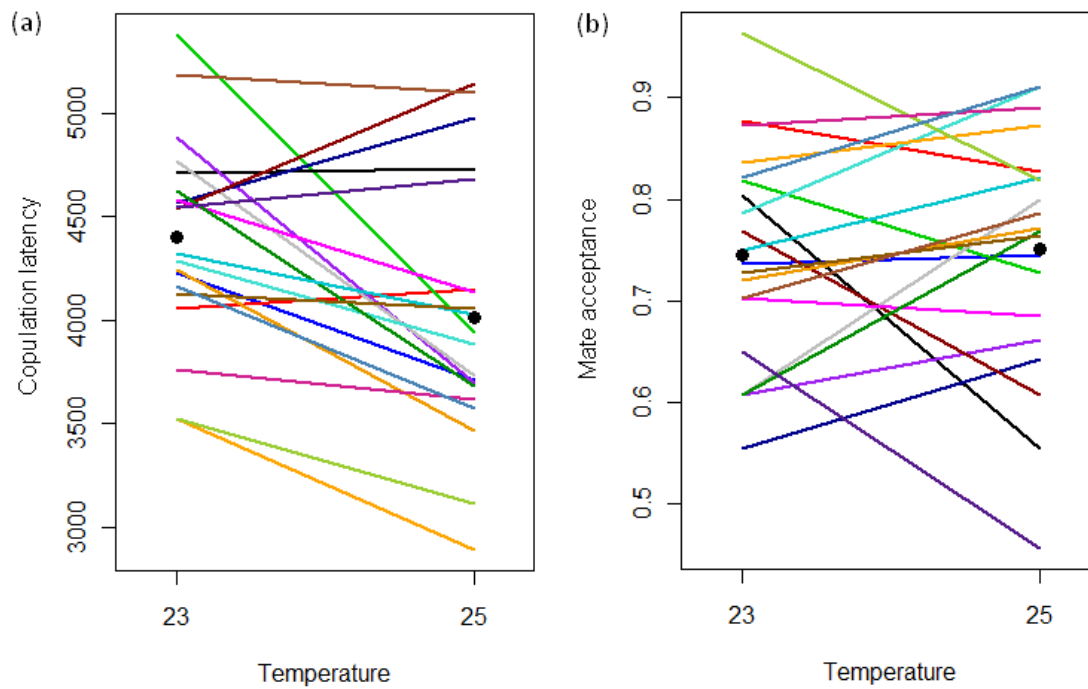 (a)
Copulation latency
5000
4500
4000
3500
3000
23 25
Temperature
(b)
Mate acceptance
0.9
0.8
0.7
0.6
0.5
23 25
Temperature